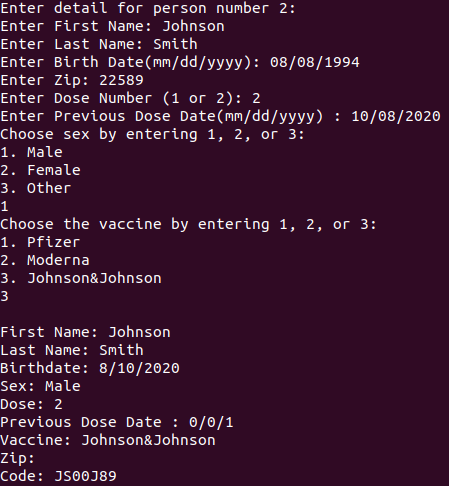 Enter detail for person number 2:
Enter First Name: Johnson
Enter Last Name: Smith
Enter Birth Date(mm/dd/yyyy): 08/08/1994
Enter Zip: 22589
Enter Dose Number (1 or 2): 2
Enter Previous Dose Date(mm/dd/yyyy) : 10/08/2020
Choose sex by entering 1, 2, or 3:
1. Male
2. Female
3. Other
1
Choose the vaccine by entering 1, 2, or 3:
1. Pfizer
2. Moderna
3. Johnson&Johnson
3

First Name: Johnson
Last Name: Smith
Birthdate: 8/10/2020
Sex: Male
Dose: 2
Previous Dose Date : 0/0/1
Vaccine: Johnson&Johnson
Zip:
Code: JS00J89